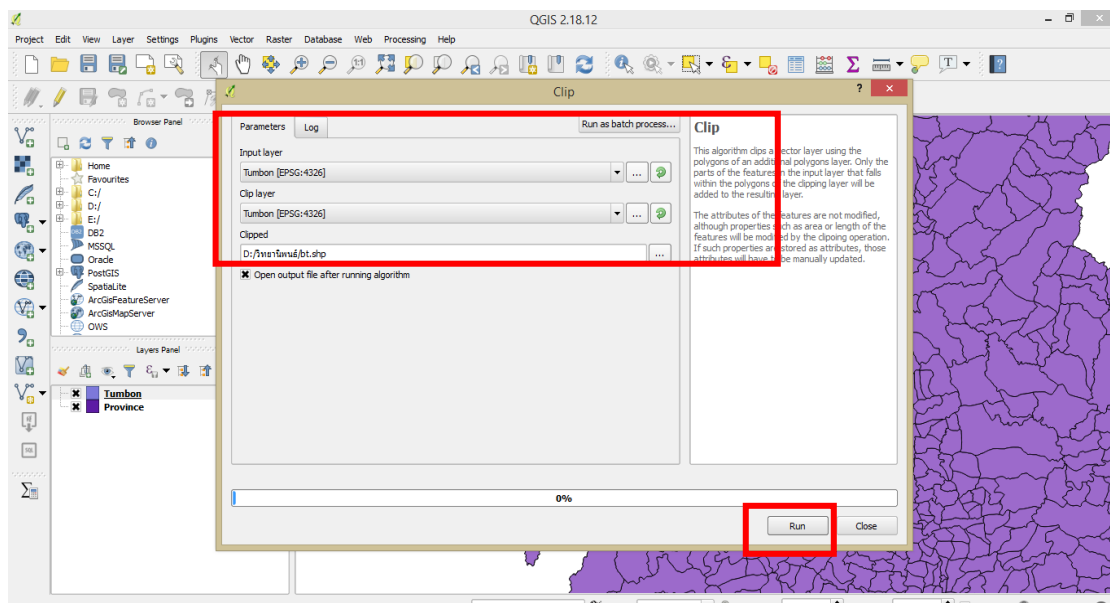 QGIS 2.18.12
Project Edit View Layer Settings Plugins Vector Raster Database Web Processing Help
Clip
Browser Panel
Home
Favourites
C:/
D:/
E:/
DB2
MSSQL
Oracle
PostGIS
SpatiaLite
ArcGisFeatureServer
ArcGisMapServer
OWS
Layers Panel
Tumbon
Province
Parameters Log Run as batch process...
Input layer
Tumbon [EPSG:4326]
Clip layer
Tumbon [EPSG:4326]
Clipped
D:/วิทยานิพนธ์/bt.shp
Open output file after running algorithm
Clip
This algorithm clips a vector layer using the
polygons of an additional polygons layer. Only the
parts of the features in the input layer that falls
within the polygons of the clipping layer will be
added to the resulting layer.
The attributes of the features are not modified,
although properties such as area or length of the
features will be modified by the clipping operation.
If such properties are stored as attributes, those
attributes will have to be manually updated.
0%
Run Close